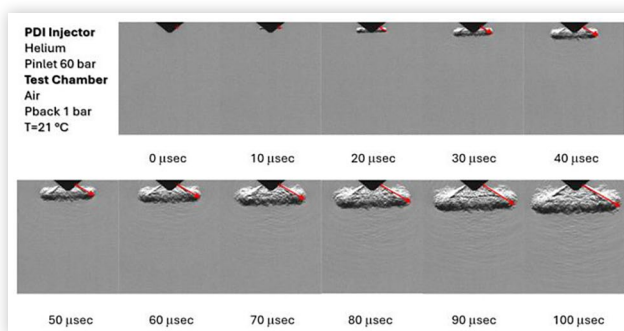 PDI Injector
Helium
Pinlet 60 bar
Test Chamber
Air
Pback 1 bar
T=21 °C
0 μsec
10 μsec
20 μsec
30 μsec
40 μsec
50 μsec
60 μsec
70 μsec
80 μsec
90 μsec
100 μsec